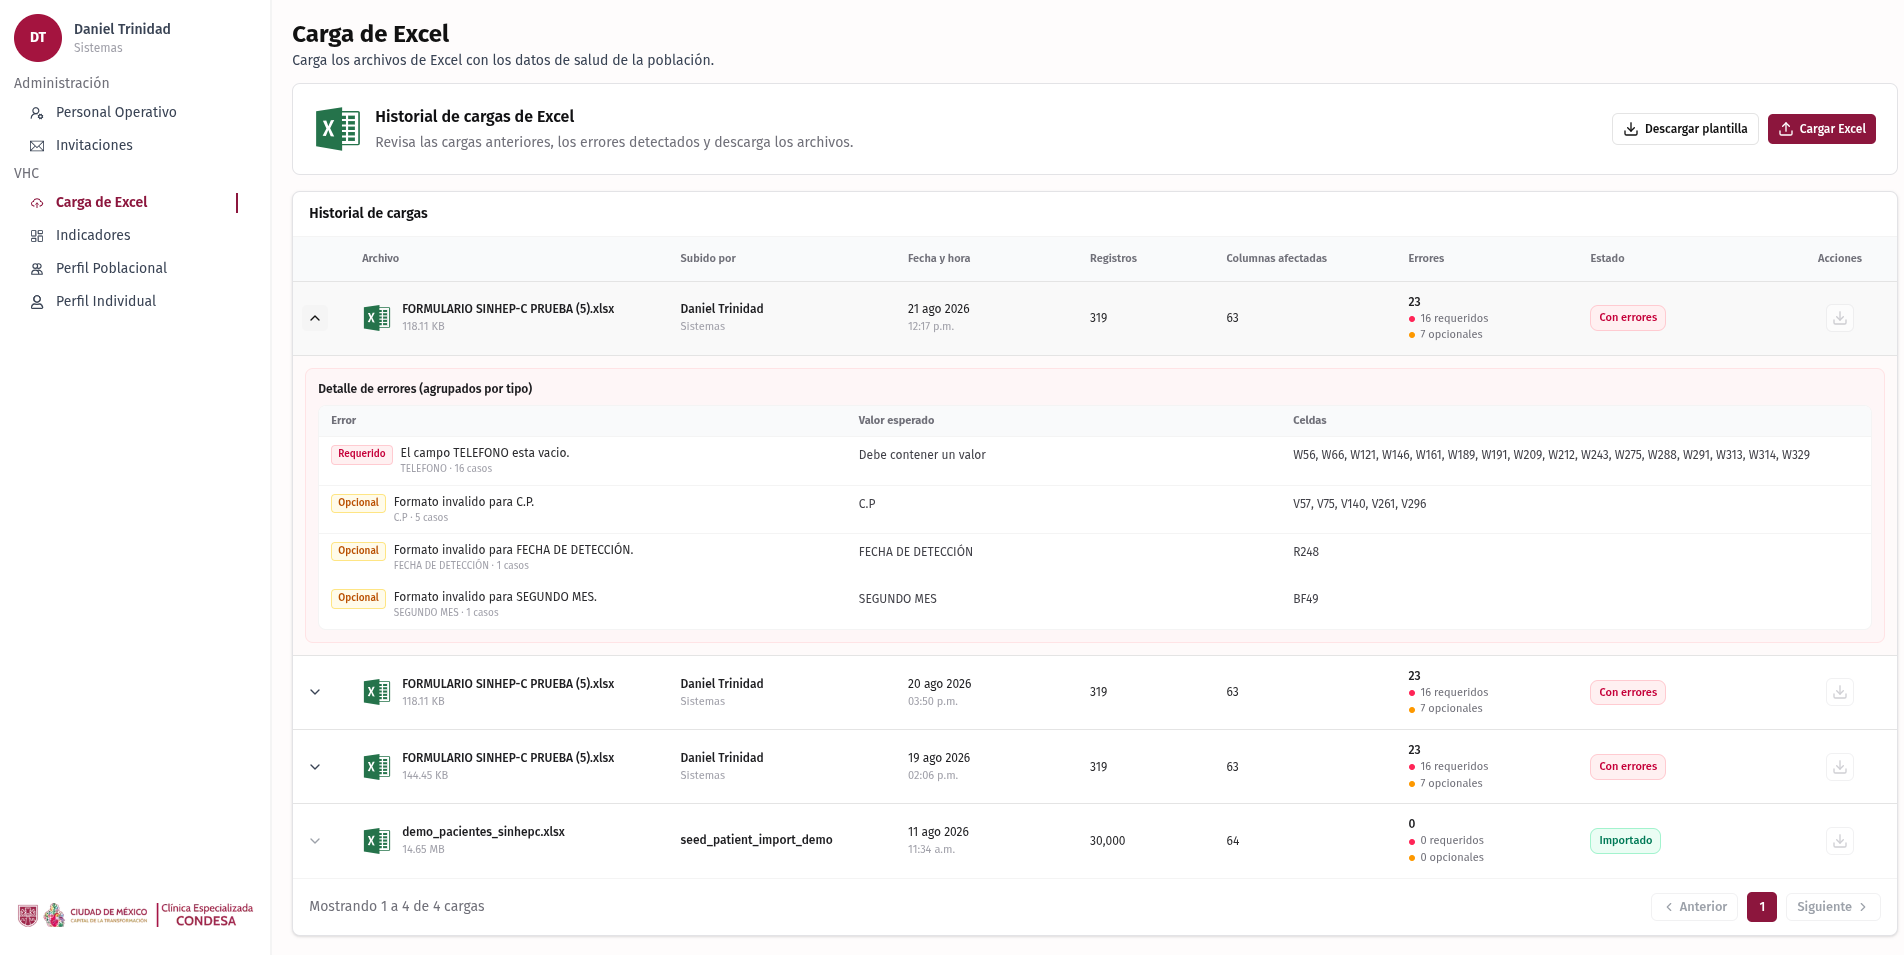 DT
Daniel Trinidad
Sistemas
Administración
Personal Operativo
Invitaciones
VHC
Carga de Excel
Indicadores
Perfil Poblacional
Perfil Individual
CIUDAD DE MÉXICO
CAPITAL DE LA TRANSFORMACIÓN
Clínica Especializada
CONDESA
Carga de Excel
Carga los archivos de Excel con los datos de salud de la población.
Historial de cargas de Excel
Revisa las cargas anteriores, los errores detectados y descarga los archivos.
Descargar plantilla
Cargar Excel
Historial de cargas
Archivo Subido por Fecha y hora Registros Columnas afectadas Errores Estado Acciones
FORMULARIO SINHEP-C PRUEBA (5).xlsx
118.11 KB
Daniel Trinidad
Sistemas
21 ago 2026
12:17 p.m.
319
63
23
16 requeridos
7 opcionales
Con errores
Detalle de errores (agrupados por tipo)
Error Valor esperado Celdas
Requerido El campo TELEFONO esta vacio.
TELEFONO · 16 casos
Debe contener un valor
W56, W66, W121, W146, W161, W189, W191, W209, W212, W243, W275, W288, W291, W313, W314, W329
Opcional Formato invalido para C.P.
C.P · 5 casos
C.P
V57, V75, V140, V261, V296
Opcional Formato invalido para FECHA DE DETECCIÓN.
FECHA DE DETECCIÓN · 1 casos
FECHA DE DETECCIÓN
R248
Opcional Formato invalido para SEGUNDO MES.
SEGUNDO MES · 1 casos
SEGUNDO MES
BF49
FORMULARIO SINHEP-C PRUEBA (5).xlsx
118.11 KB
Daniel Trinidad
Sistemas
20 ago 2026
03:50 p.m.
319
63
23
16 requeridos
7 opcionales
Con errores
FORMULARIO SINHEP-C PRUEBA (5).xlsx
144.45 KB
Daniel Trinidad
Sistemas
19 ago 2026
02:06 p.m.
319
63
23
16 requeridos
7 opcionales
Con errores
demo_pacientes_sinhepc.xlsx
14.65 MB
seed_patient_import_demo
11 ago 2026
11:34 a.m.
30,000
64
0
0 requeridos
0 opcionales
Importado
Mostrando 1 a 4 de 4 cargas
Anterior
1
Siguiente